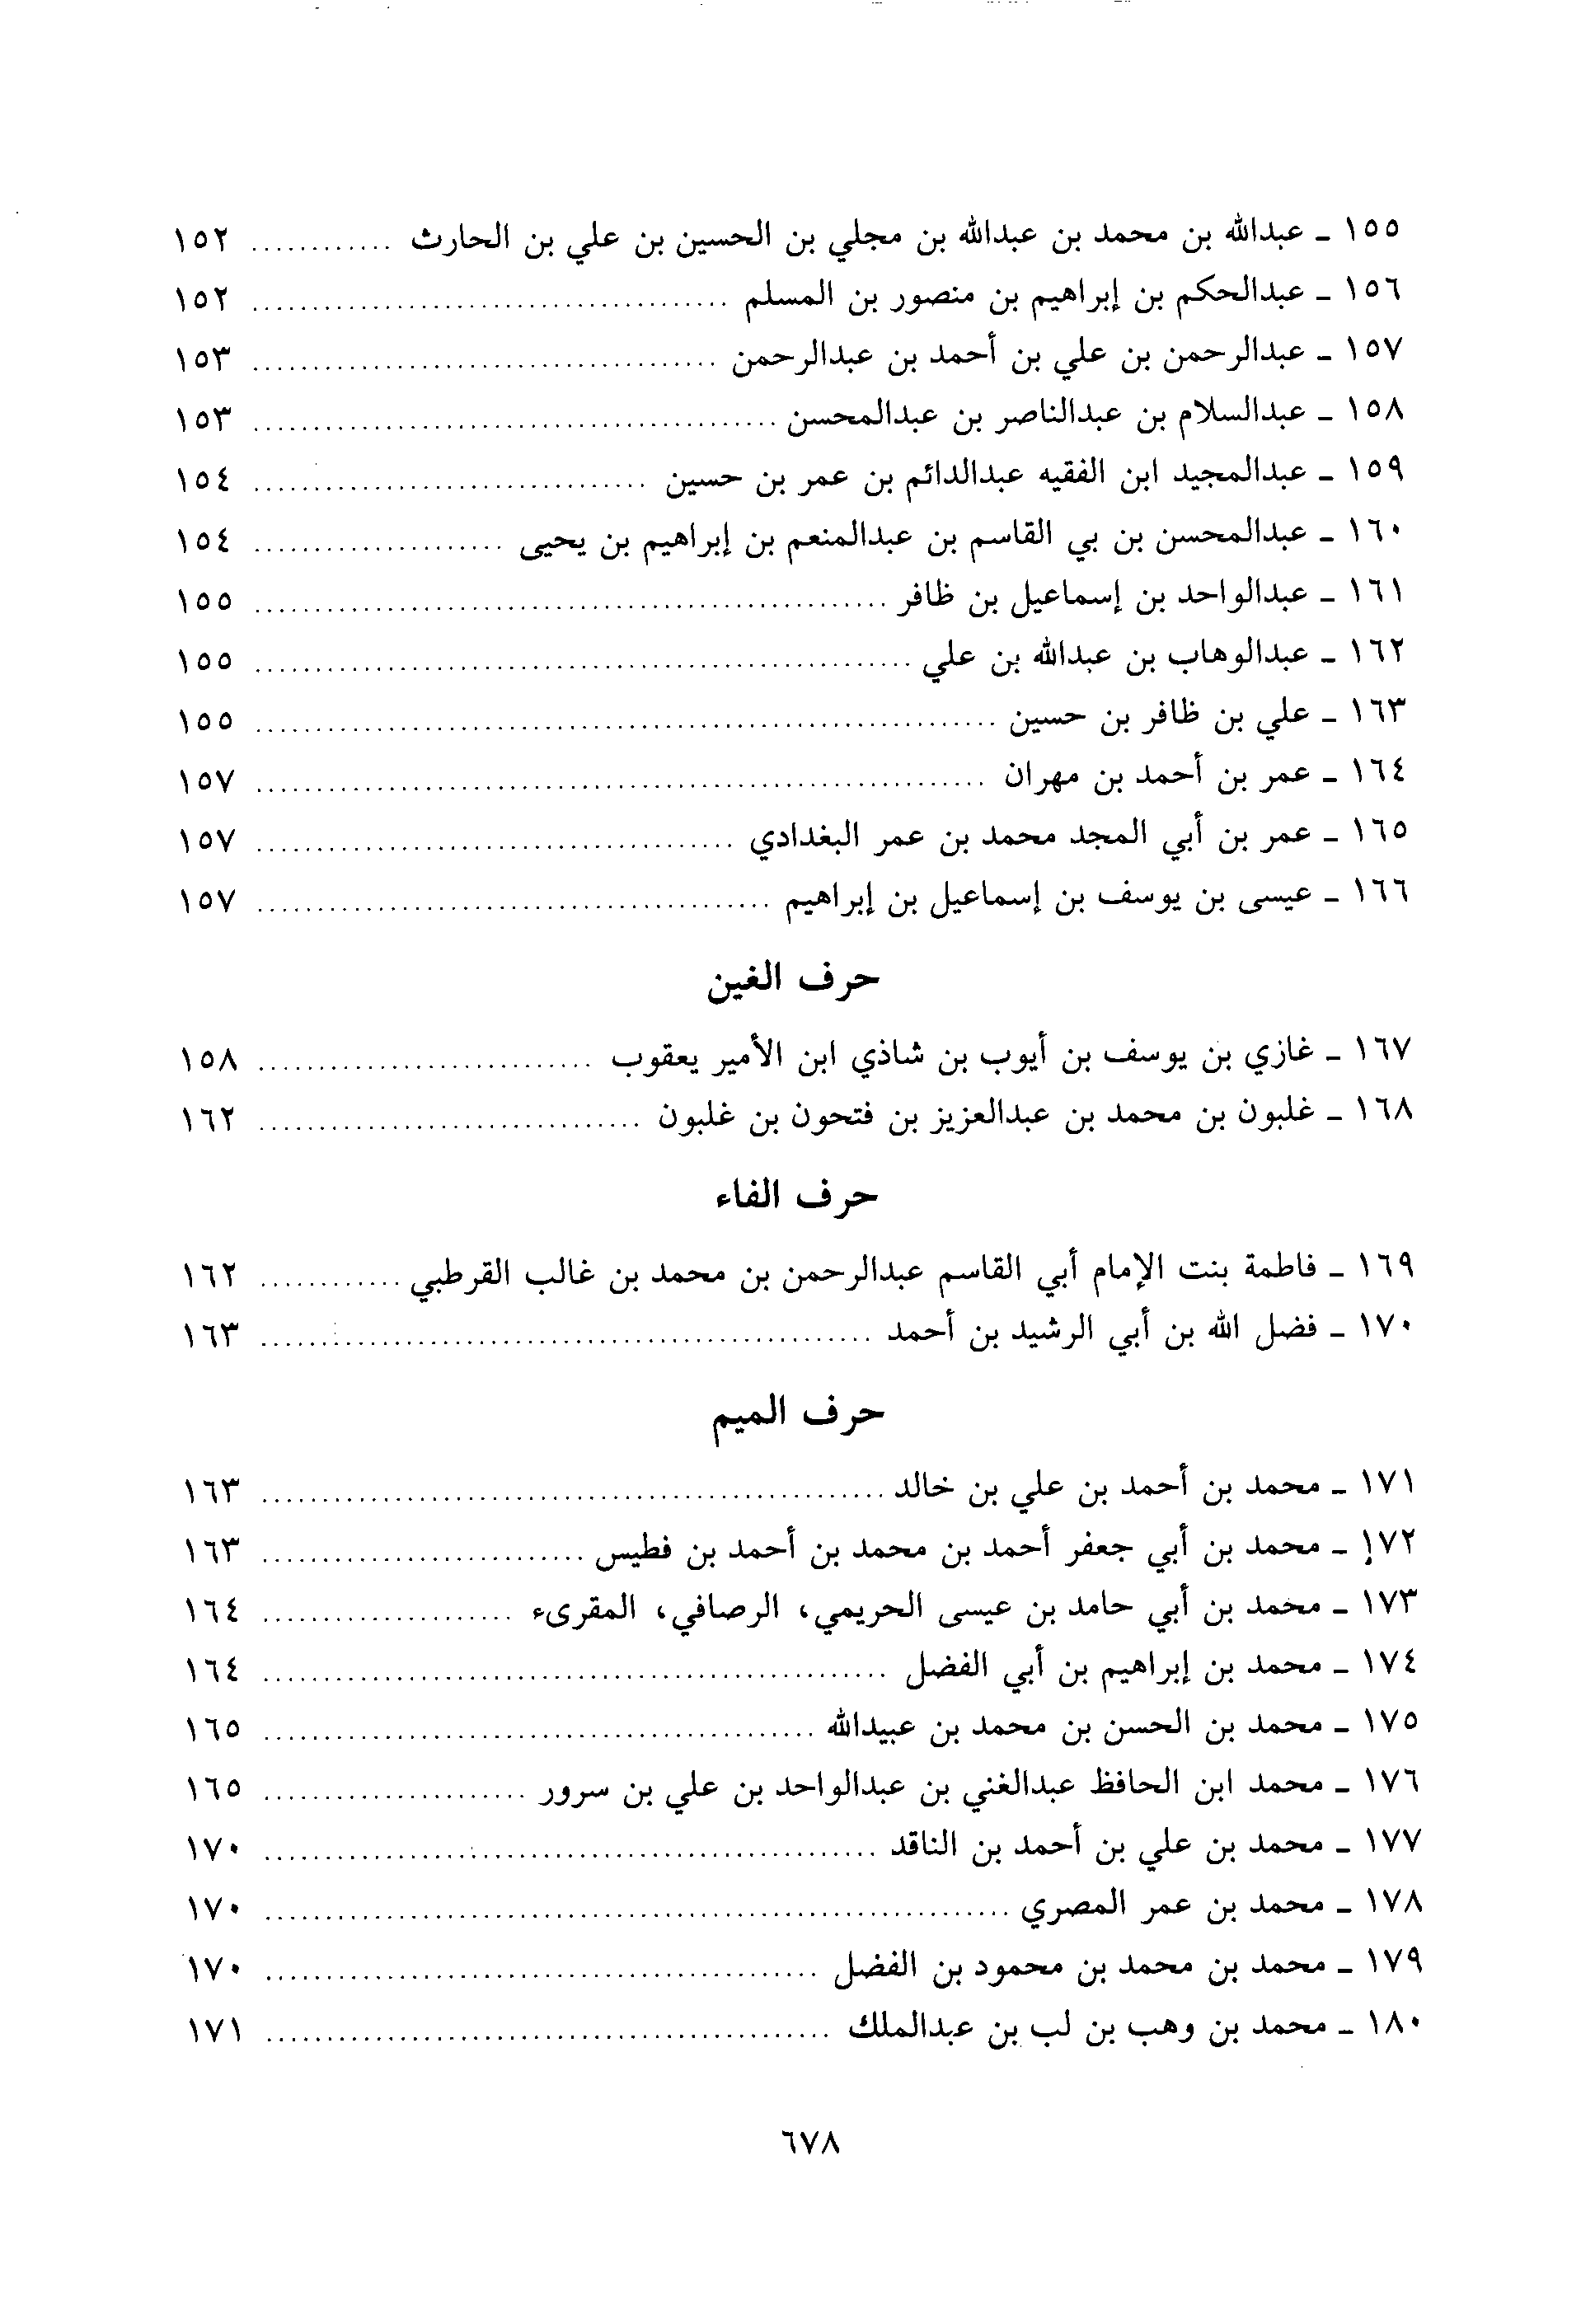 ١٥٥ ـ عبدالله بن محمد بن عبدالله بن مجلي بن الحسين بن علي بن الحارث ............ ١٥٢
١٥٦ ـ عبدالحكم بن إبراهيم بن منصور بن المسلم ............ ١٥٢
١٥٧ ـ عبدالرحمن بن علي بن أحمد بن عبدالرحمن ............ ١٥٣
١٥٨ ـ عبدالسلام بن عبدالناصر بن عبدالمحسن ............ ١٥٣
١٥٩ ـ عبدالمجيد ابن الفقيه عبدالدائم بن عمر بن حسين ............ ١٥٤
١٦٠ ـ عبدالمحسن بن بي القاسم بن عبدالمنعم بن إبراهيم بن يحيى ............ ١٥٤
١٦١ ـ عبدالواحد بن إسماعيل بن ظافر ............ ١٥٥
١٦٢ ـ عبدالوهاب بن عبدالله بن علي ............ ١٥٥
١٦٣ ـ علي بن ظافر بن حسين ............ ١٥٥
١٦٤ ـ عمر بن أحمد بن مهران ............ ١٥٧
١٦٥ ـ عمر بن أبي المجد محمد بن عمر البغدادي ............ ١٥٧
١٦٦ ـ عيسى بن يوسف بن إسماعيل بن إبراهيم ............ ١٥٧
حرف الغين
١٦٧ ـ غازي بن يوسف بن أيوب بن شاذي ابن الأمير يعقوب ............ ١٥٨
١٦٨ ـ غلبون بن محمد بن عبدالعزيز بن فتحون بن غلبون ............ ١٦٢
حرف الفاء
١٦٩ ـ فاطمة بنت الإمام أبي القاسم عبدالرحمن بن محمد بن غالب القرطبي ............ ١٦٢
١٧٠ ـ فضل الله بن أبي الرشيد بن أحمد ............ ١٦٣
حرف الميم
١٧١ ـ محمد بن أحمد بن علي بن خالد ............ ١٦٣
١٧٢ ـ محمد بن أبي جعفر أحمد بن محمد بن أحمد بن فطيس ............ ١٦٣
١٧٣ ـ محمد بن أبي حامد بن عيسى الحريمي، الرصافي، المقرىء ............ ١٦٤
١٧٤ ـ محمد بن إبراهيم بن أبي الفضل ............ ١٦٤
١٧٥ ـ محمد بن الحسن بن محمد بن عبيدالله ............ ١٦٥
١٧٦ ـ محمد ابن الحافظ عبدالغني بن عبدالواحد بن علي بن سرور ............ ١٦٥
١٧٧ ـ محمد بن علي بن أحمد بن الناقد ............ ١٧٠
١٧٨ ـ محمد بن عمر المصري ............ ١٧٠
١٧٩ ـ محمد بن محمد بن محمود بن الفضل ............ ١٧٠
١٨٠ ـ محمد بن وهب بن لب بن عبدالملك ............ ١٧١
٦٧٨